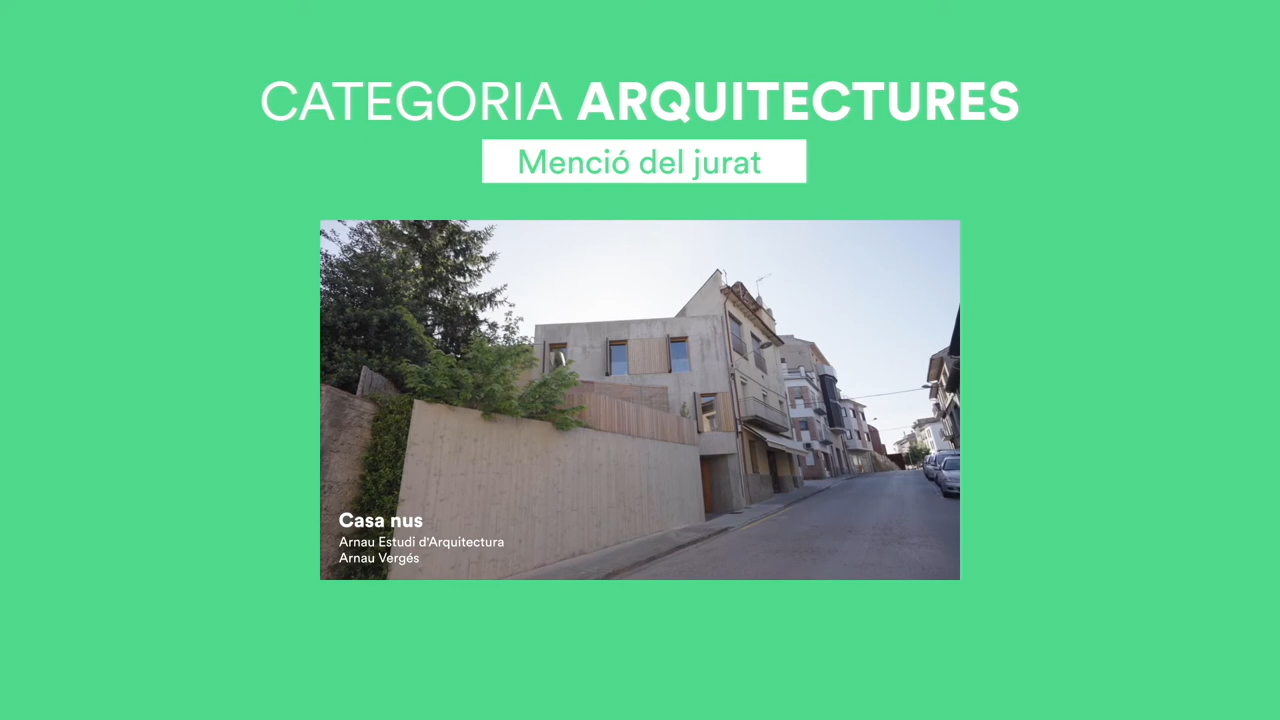 CATEGORIA ARQUITECTURES
Menció del jurat
Casa nus
Arnau Estudi d'Arquitectura
Arnau Vergés